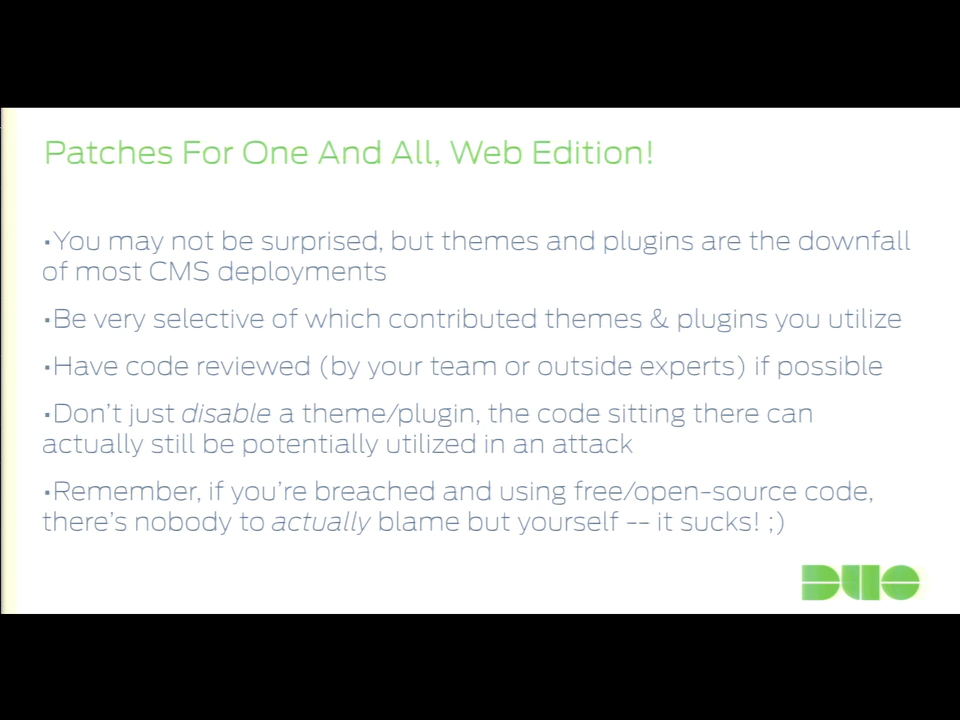 Patches For One And All, Web Edition!
•You may not be surprised, but themes and plugins are the downfall
of most CMS deployments
•Be very selective of which contributed themes & plugins you utilize
•Have code reviewed (by your team or outside experts) if possible
•Don't just disable a theme/plugin, the code sitting there can
actually still be potentially utilized in an attack
•Remember, if you're breached and using free/open-source code,
there's nobody to actually blame but yourself -- it sucks! ;)
DUO